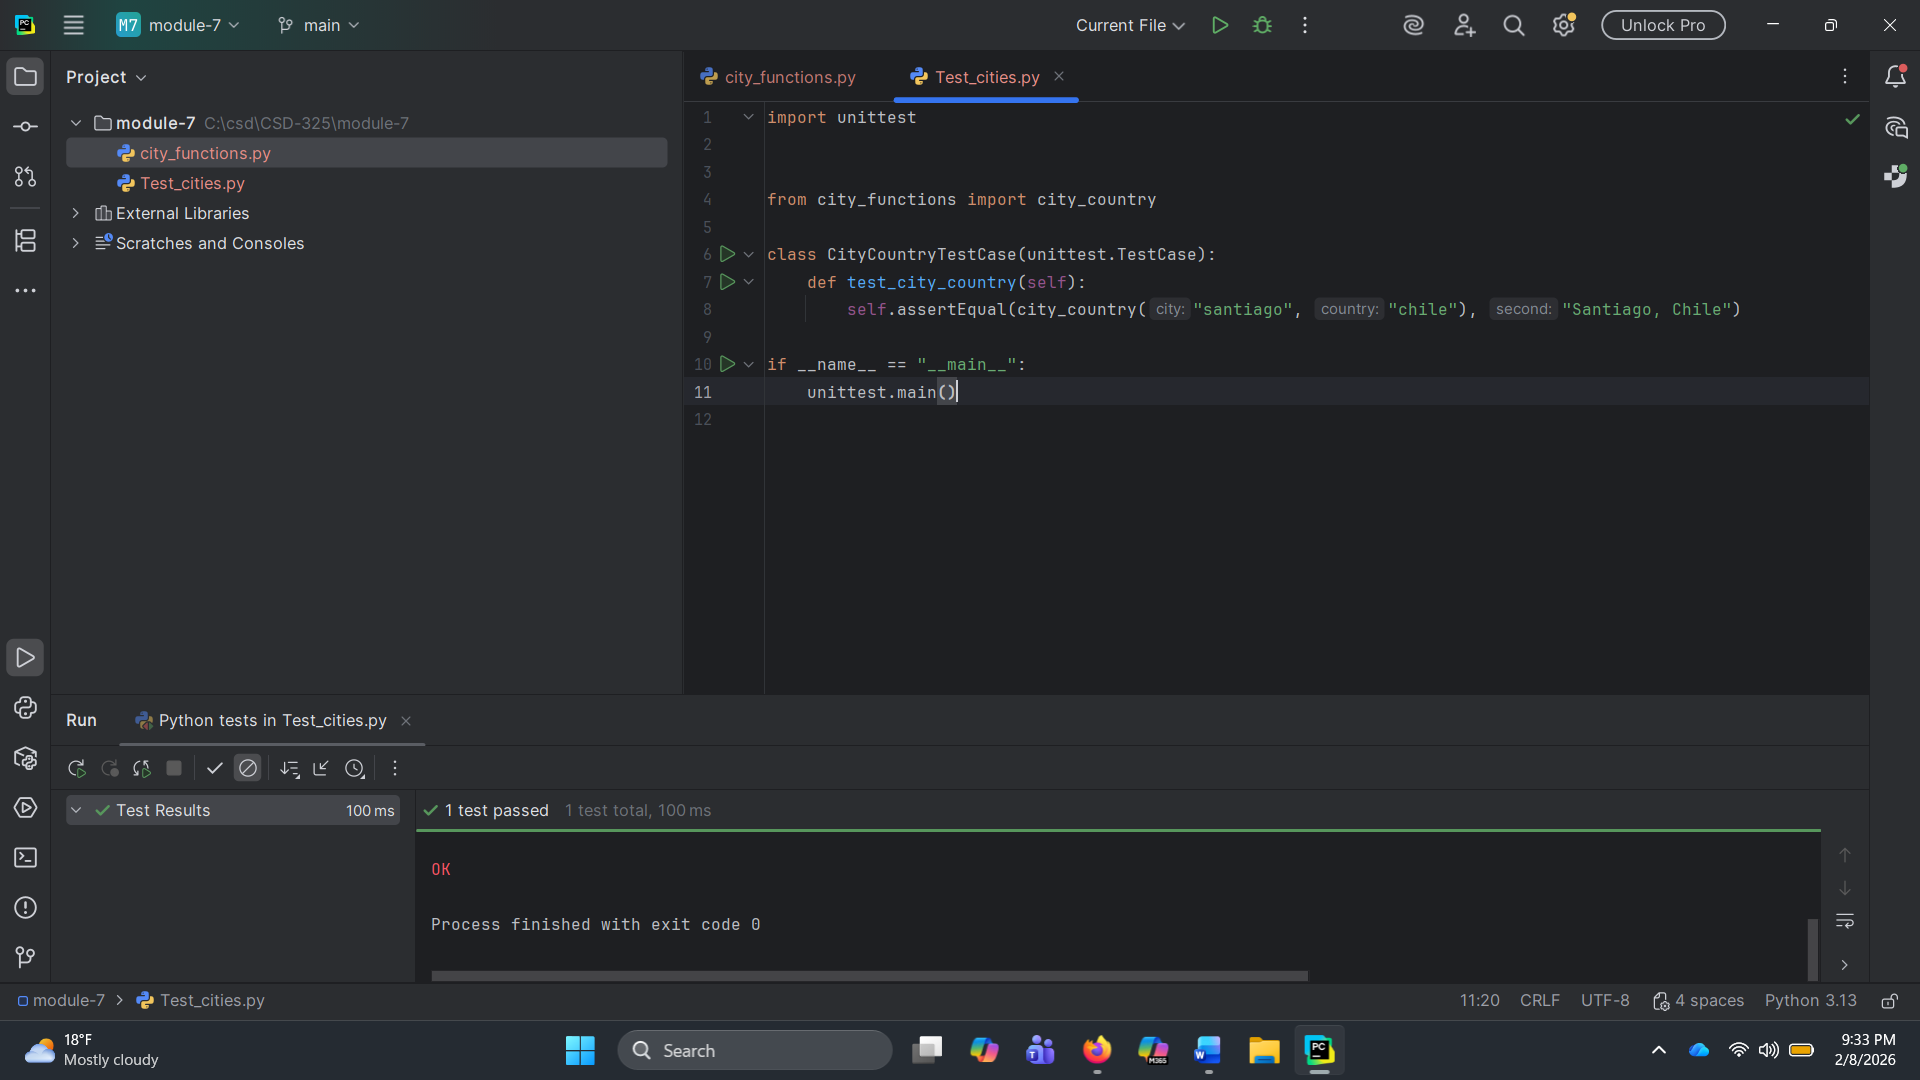 M7 module-7 main Current File Unlock Pro
Project
module-7 C:\csd\CSD-325\module-7
city_functions.py
Test_cities.py
External Libraries
Scratches and Consoles
city_functions.py Test_cities.py
1 import unittest
2
3
4 from city_functions import city_country
5
6 class CityCountryTestCase(unittest.TestCase):
7 def test_city_country(self):
8 self.assertEqual(city_country( city: "santiago", country: "chile"), second: "Santiago, Chile")
9
10 if __name__ == "__main__":
11 unittest.main()
12
Run Python tests in Test_cities.py
Test Results 100 ms
1 test passed 1 test total, 100 ms
OK
Process finished with exit code 0
module-7 > Test_cities.py 11:20 CRLF UTF-8 4 spaces Python 3.13
18°F
Mostly cloudy
Search
9:33 PM
2/8/2026